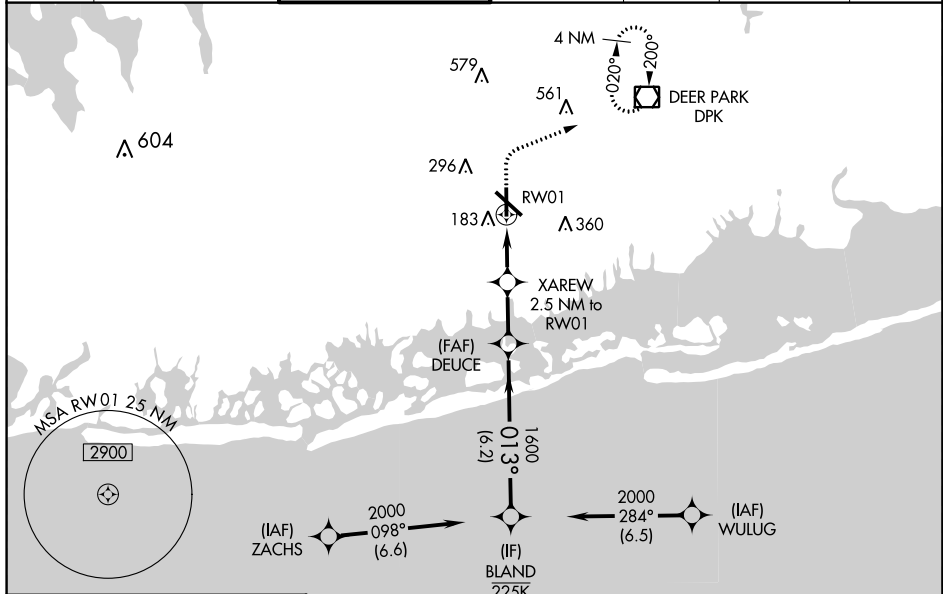 4 NM
020°
200°
579
561
DEER PARK
DPK
604
296
RW01
183
360
XAREW
2.5 NM to
RW01
(FAF)
DEUCE
MSA RW01 25 NM
2900
1600
013°
(6.2)
(IAF)
ZACHS
2000
098°
(6.6)
2000
284°
(6.5)
(IAF)
WULUG
(IF)
BLAND
225K